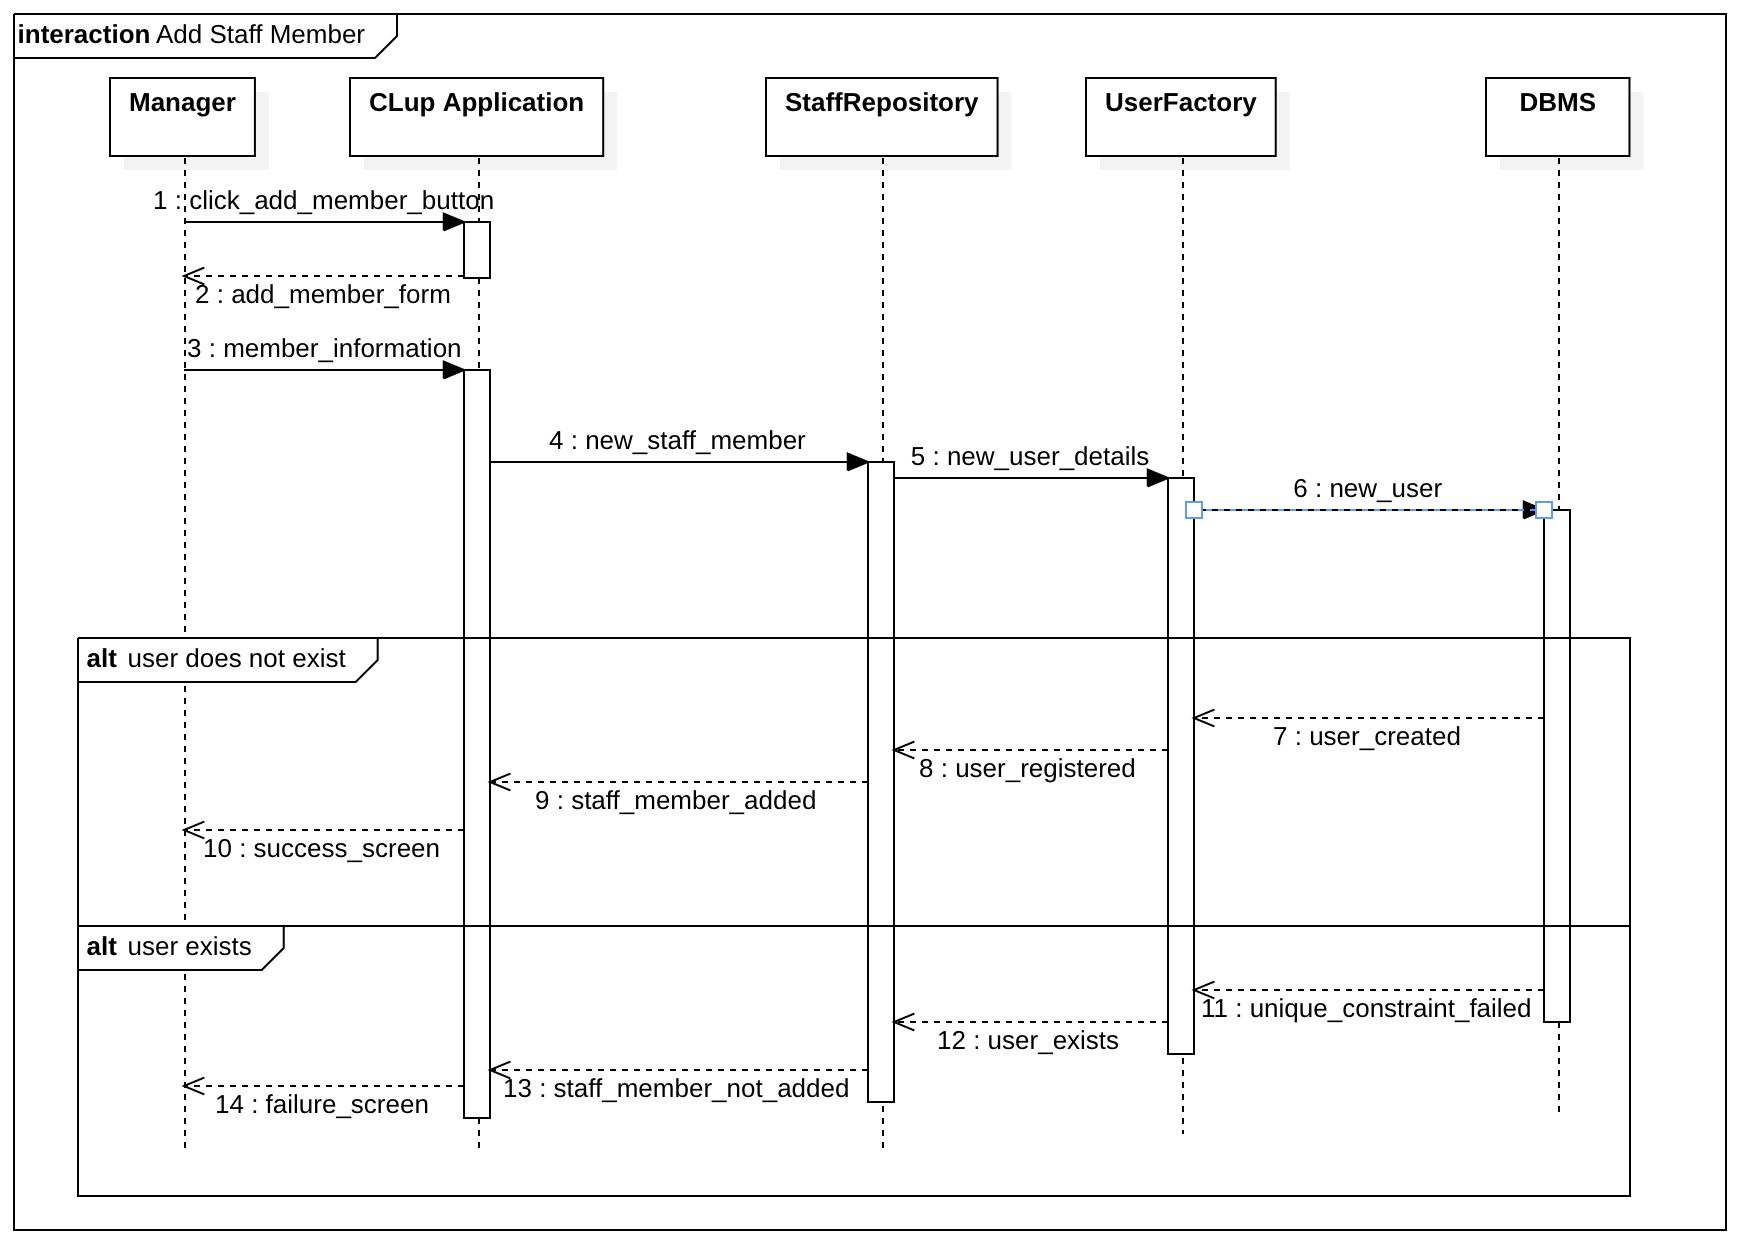 interaction Add Staff Member
Manager
CLup Application
StaffRepository
UserFactory
DBMS
1 : click_add_member_button
2 : add_member_form
3 : member_information
4 : new_staff_member
5 : new_user_details
6 : new_user
alt user does not exist
7 : user_created
8 : user_registered
9 : staff_member_added
10 : success_screen
alt user exists
11 : unique_constraint_failed
12 : user_exists
13 : staff_member_not_added
14 : failure_screen